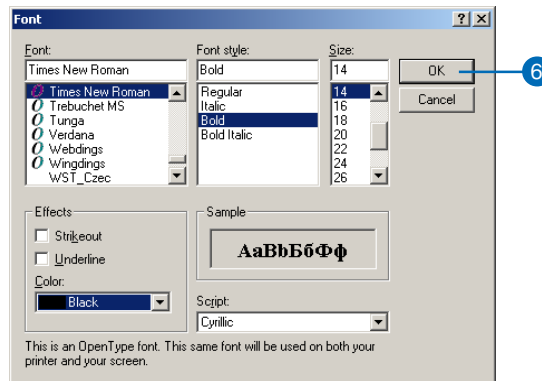 Font
Font:
Times New Roman
Times New Roman
Trebuchet MS
Tunga
Verdana
Webdings
Wingdings
WST_Czec
Font style:
Bold
Regular
Italic
Bold
Bold Italic
Size:
14
14
16
18
20
22
24
26
OK
Cancel
6
Effects
Strikeout
Underline
Color:
Black
Sample
AaBbБбФф
Script:
Cyrillic
This is an OpenType font. This same font will be used on both your
printer and your screen.